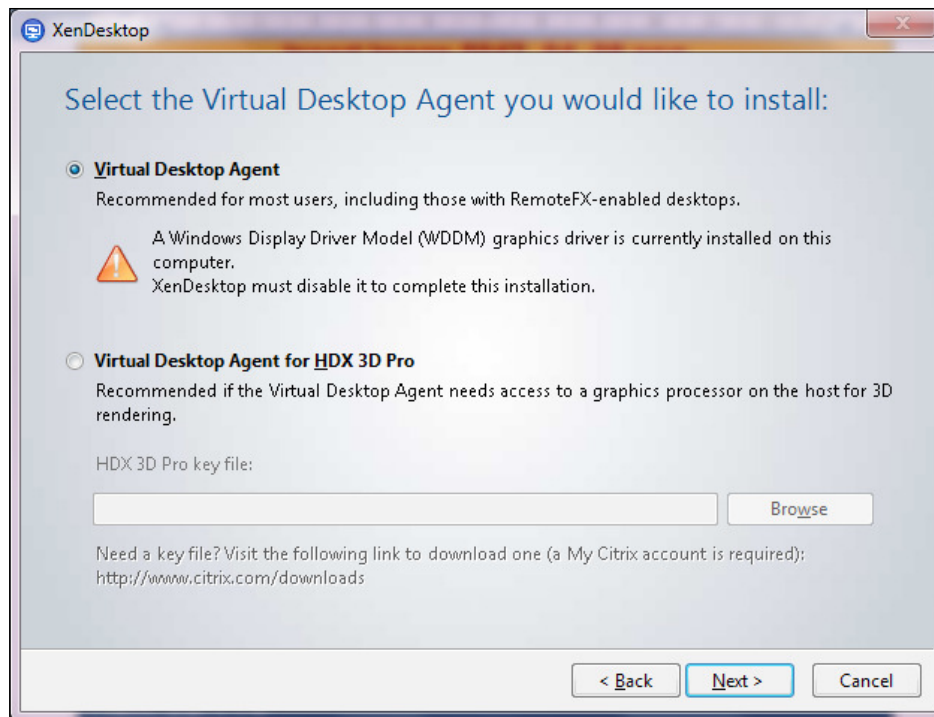 XenDesktop
Select the Virtual Desktop Agent you would like to install:
Virtual Desktop Agent
Recommended for most users, including those with RemoteFX-enabled desktops.
A Windows Display Driver Model (WDDM) graphics driver is currently installed on this
computer.
XenDesktop must disable it to complete this installation.
Virtual Desktop Agent for HDX 3D Pro
Recommended if the Virtual Desktop Agent needs access to a graphics processor on the host for 3D
rendering.
HDX 3D Pro key file:
Browse
Need a key file? Visit the following link to download one (a My Citrix account is required):
http://www.citrix.com/downloads
< Back
Next >
Cancel